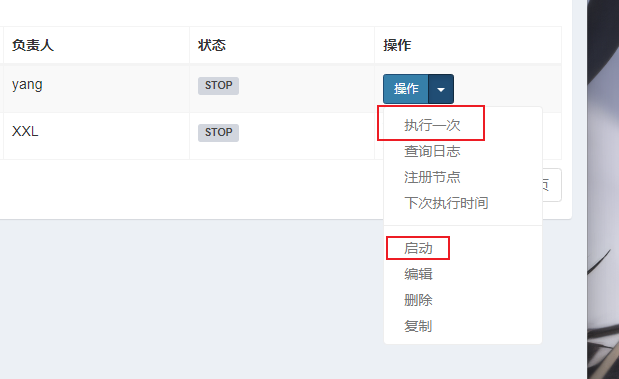 负责人 状态 操作
yang STOP 操作
XXL STOP
执行一次
查询日志
注册节点
下次执行时间
页
启动
编辑
删除
复制